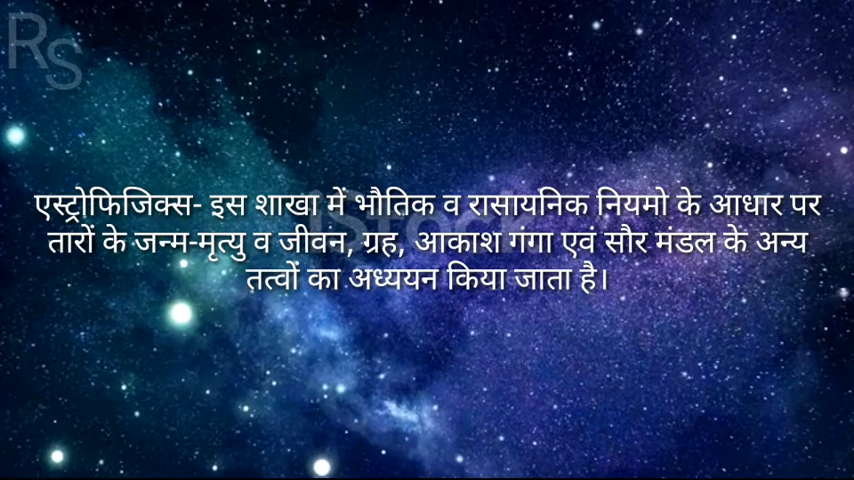 RS
एस्ट्रोफिजिक्स- इस शाखा में भौतिक व रासायनिक नियमो के आधार पर
तारों के जन्म-मृत्यु व जीवन, ग्रह, आकाश गंगा एवं सौर मंडल के अन्य
तत्वों का अध्ययन किया जाता है।